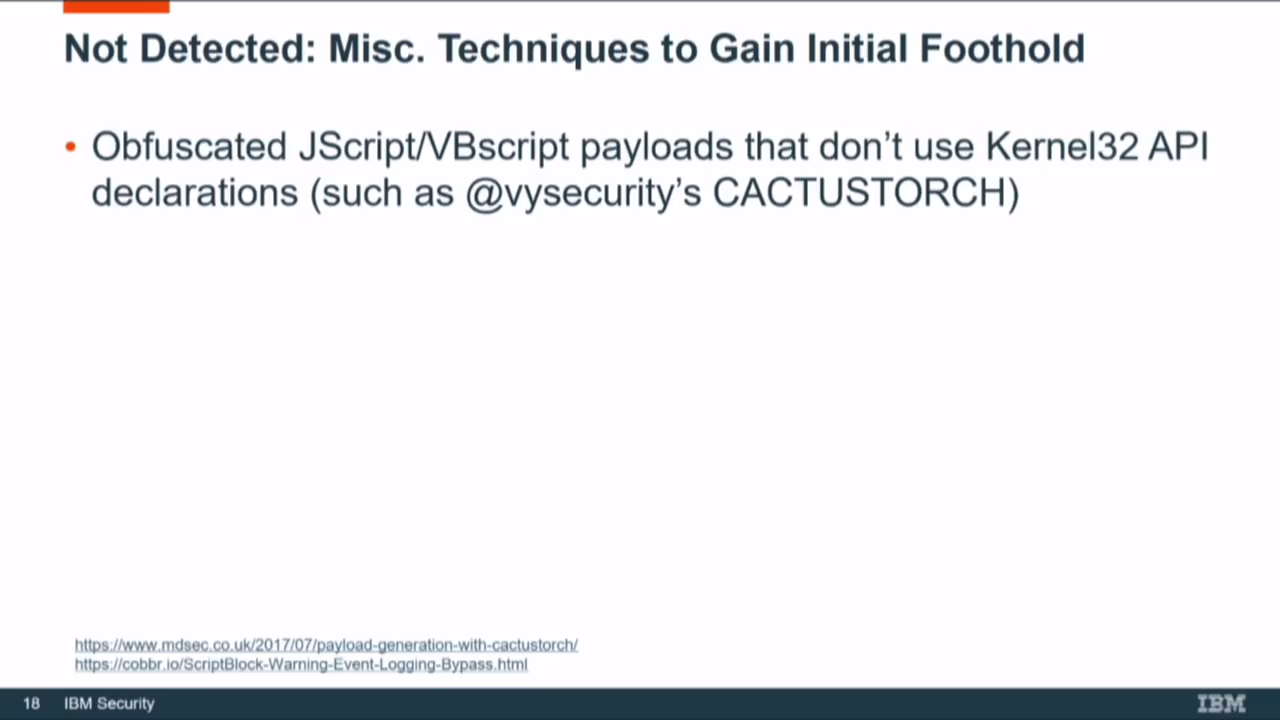 Not Detected: Misc. Techniques to Gain Initial Foothold
• Obfuscated JScript/VBscript payloads that don’t use Kernel32 API
declarations (such as @vysecurity’s CACTUSTORCH)
https://www.mdsec.co.uk/2017/07/payload-generation-with-cactustorch/
https://cobbr.io/ScriptBlock-Warning-Event-Logging-Bypass.html
18 IBM Security
IBM